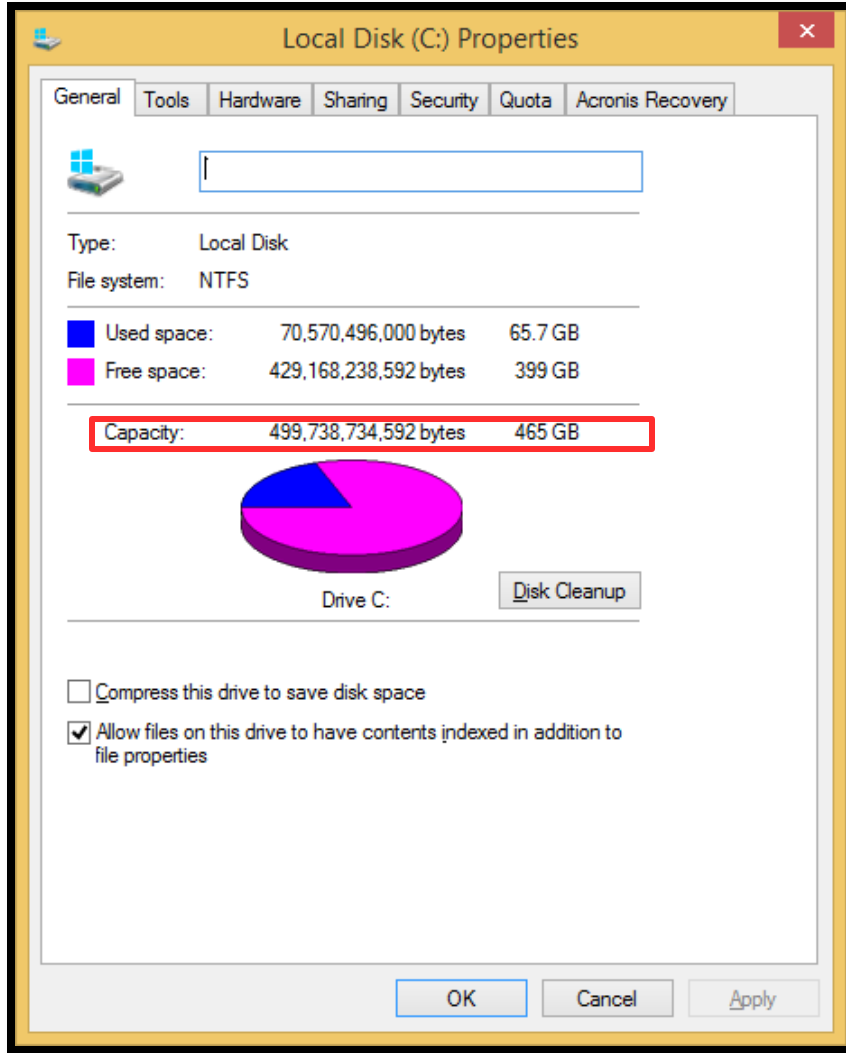 Local Disk (C:) Properties
General Tools Hardware Sharing Security Quota Acronis Recovery
Type: Local Disk
File system: NTFS
Used space: 70,570,496,000 bytes 65.7 GB
Free space: 429,168,238,592 bytes 399 GB
Capacity: 499,738,734,592 bytes 465 GB
Drive C:
Disk Cleanup
Compress this drive to save disk space
Allow files on this drive to have contents indexed in addition to
file properties
OK Cancel Apply